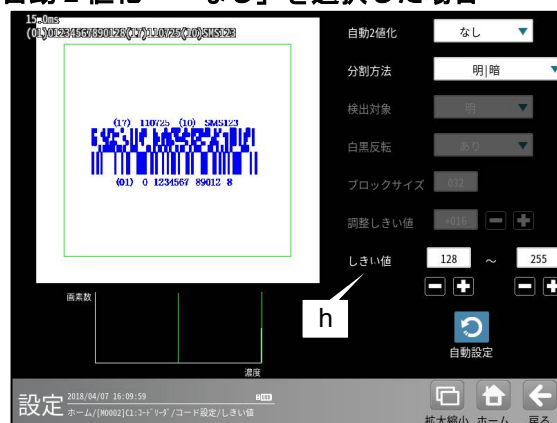 自動2値化 「なし」を選択した場合
15.0ms
(01)01234567890128(17)110725(10)SMS123
(17) 110725 (10) SMS123
(01) 0 1234567 89012 8
自動2値化 なし
分割方法 明|暗
検出対象 明
白黒反転 あり
ブロックサイズ 032
調整しきい値 +016
しきい値 128 ～ 255
h
画素数
濃度
自動設定
設定
2018/04/07 16:09:59
ホーム/[M0002]C1:ｺｰﾄﾞﾘｰﾀﾞ/コード設定/しきい値
拡大縮小 ホーム 戻る